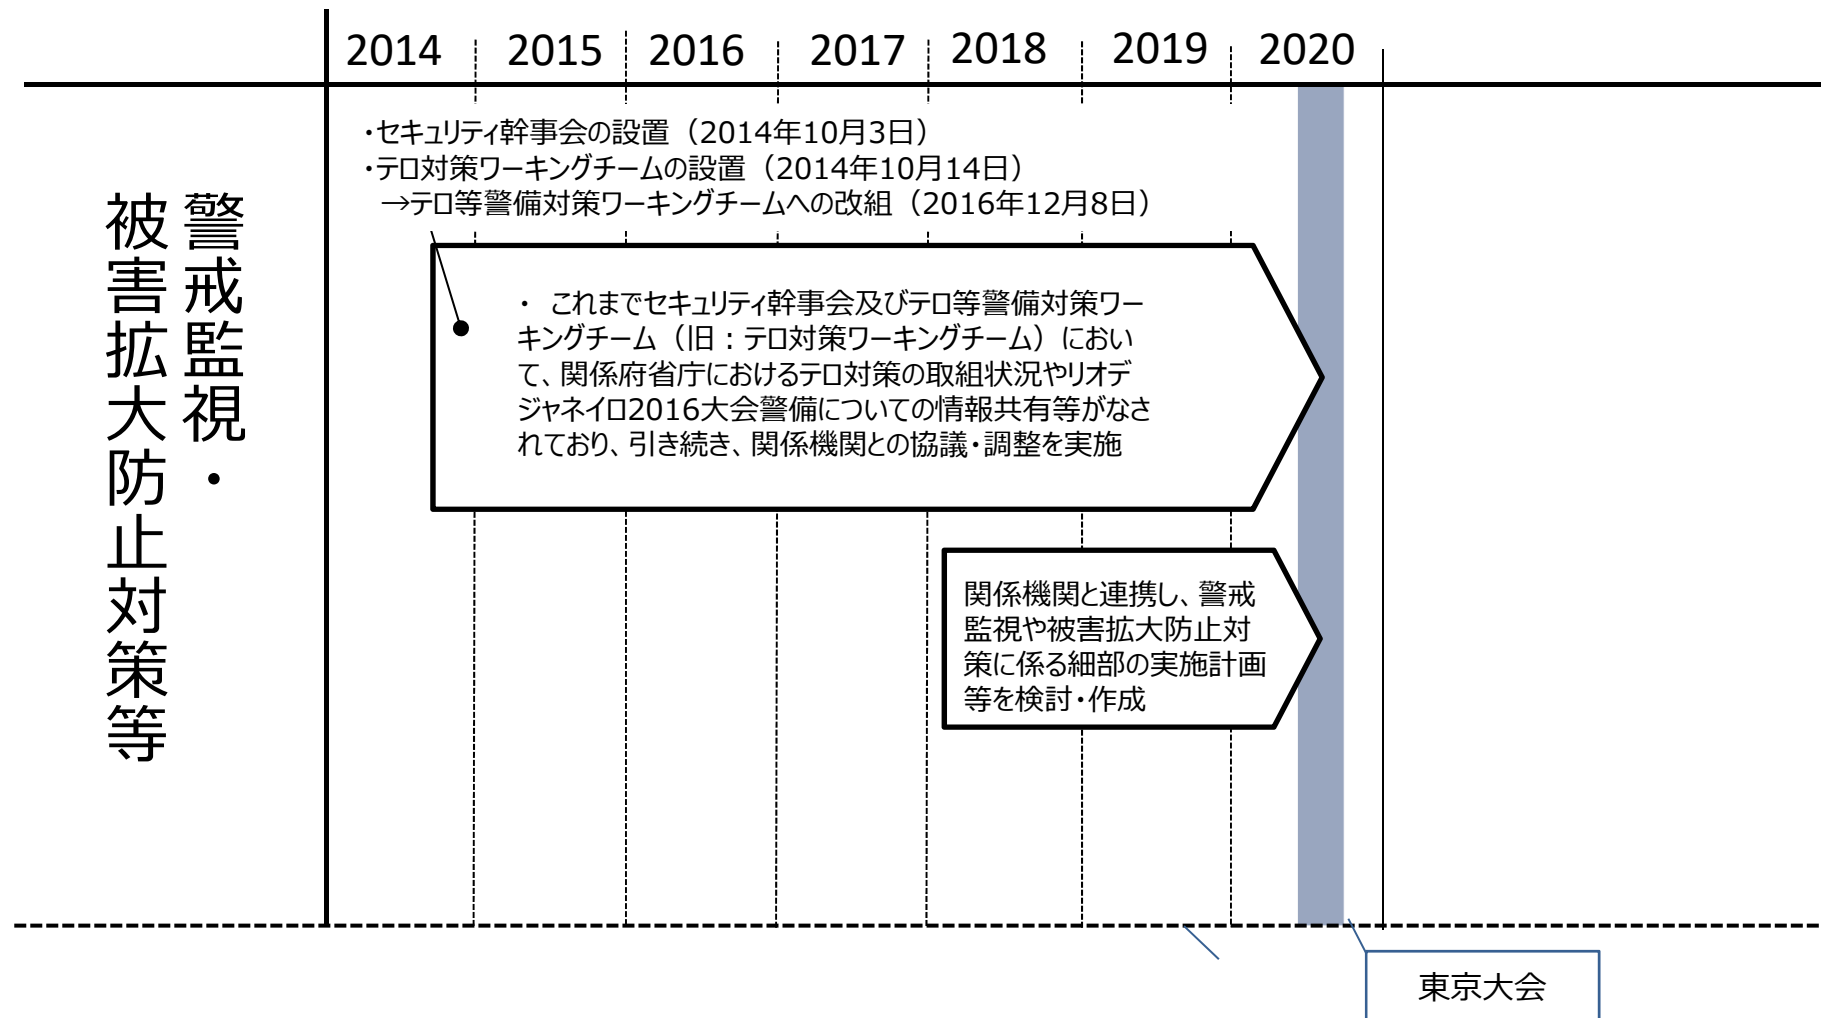 2014 2015 2016 2017 2018 2019 2020
警戒監視・
被害拡大防止対策等
・セキュリティ幹事会の設置（2014年10月3日）
・テロ対策ワーキングチームの設置（2014年10月14日）
→テロ等警備対策ワーキングチームへの改組（2016年12月8日）
・ これまでセキュリティ幹事会及びテロ等警備対策ワー
キングチーム（旧：テロ対策ワーキングチーム）におい
て、関係府省庁におけるテロ対策の取組状況やリオデ
ジャネイロ2016大会警備についての情報共有等がなさ
れており、引き続き、関係機関との協議・調整を実施
関係機関と連携し、警戒
監視や被害拡大防止対
策に係る細部の実施計画
等を検討・作成
東京大会